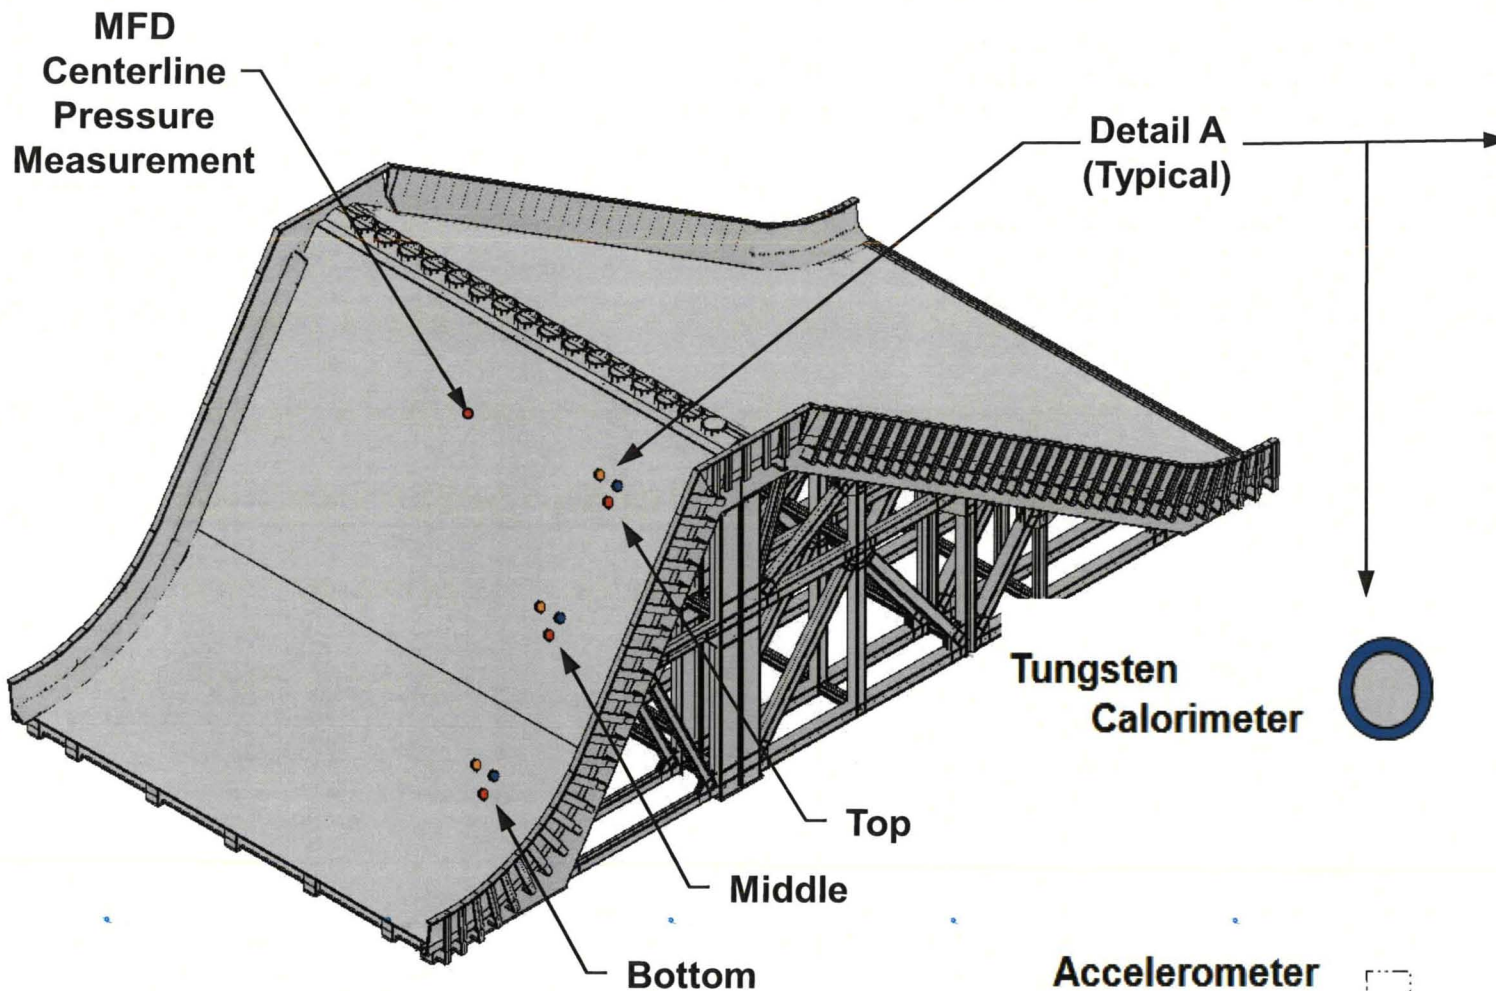 MFD
Centerline
Pressure
Measurement
Detail A
(Typical)
Tungsten
Calorimeter
Top
Middle
Bottom
Accelerometer